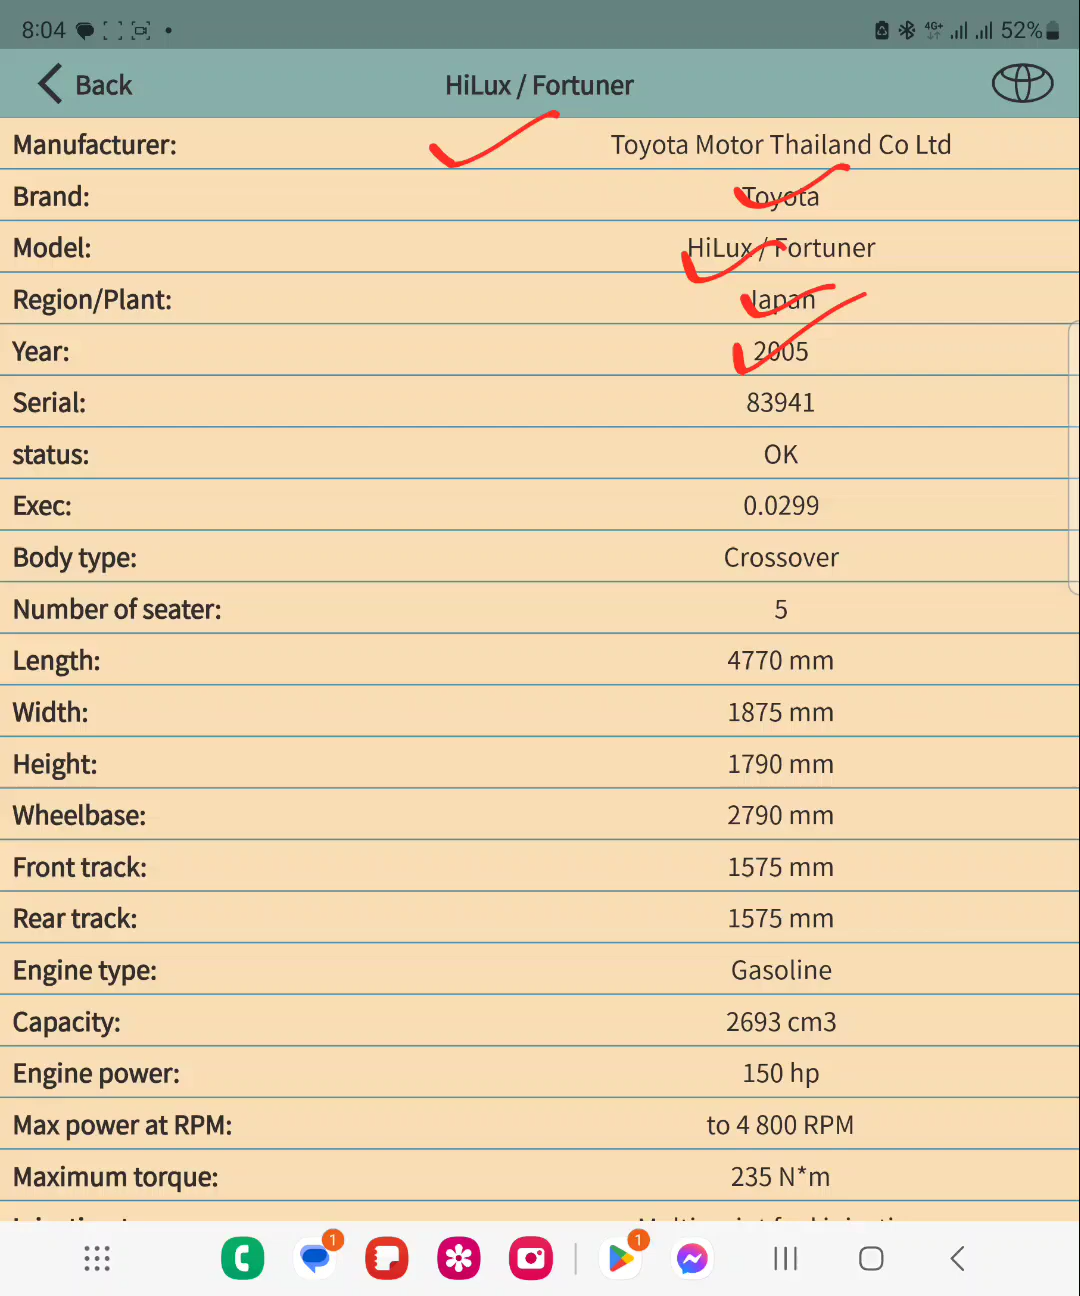 8:04 4G+ 52%
Back HiLux / Fortuner
Manufacturer: Toyota Motor Thailand Co Ltd
Brand: Toyota
Model: HiLux / Fortuner
Region/Plant: Japan
Year: 2005
Serial: 83941
status: OK
Exec: 0.0299
Body type: Crossover
Number of seater: 5
Length: 4770 mm
Width: 1875 mm
Height: 1790 mm
Wheelbase: 2790 mm
Front track: 1575 mm
Rear track: 1575 mm
Engine type: Gasoline
Capacity: 2693 cm3
Engine power: 150 hp
Max power at RPM: to 4 800 RPM
Maximum torque: 235 N*m
1 1